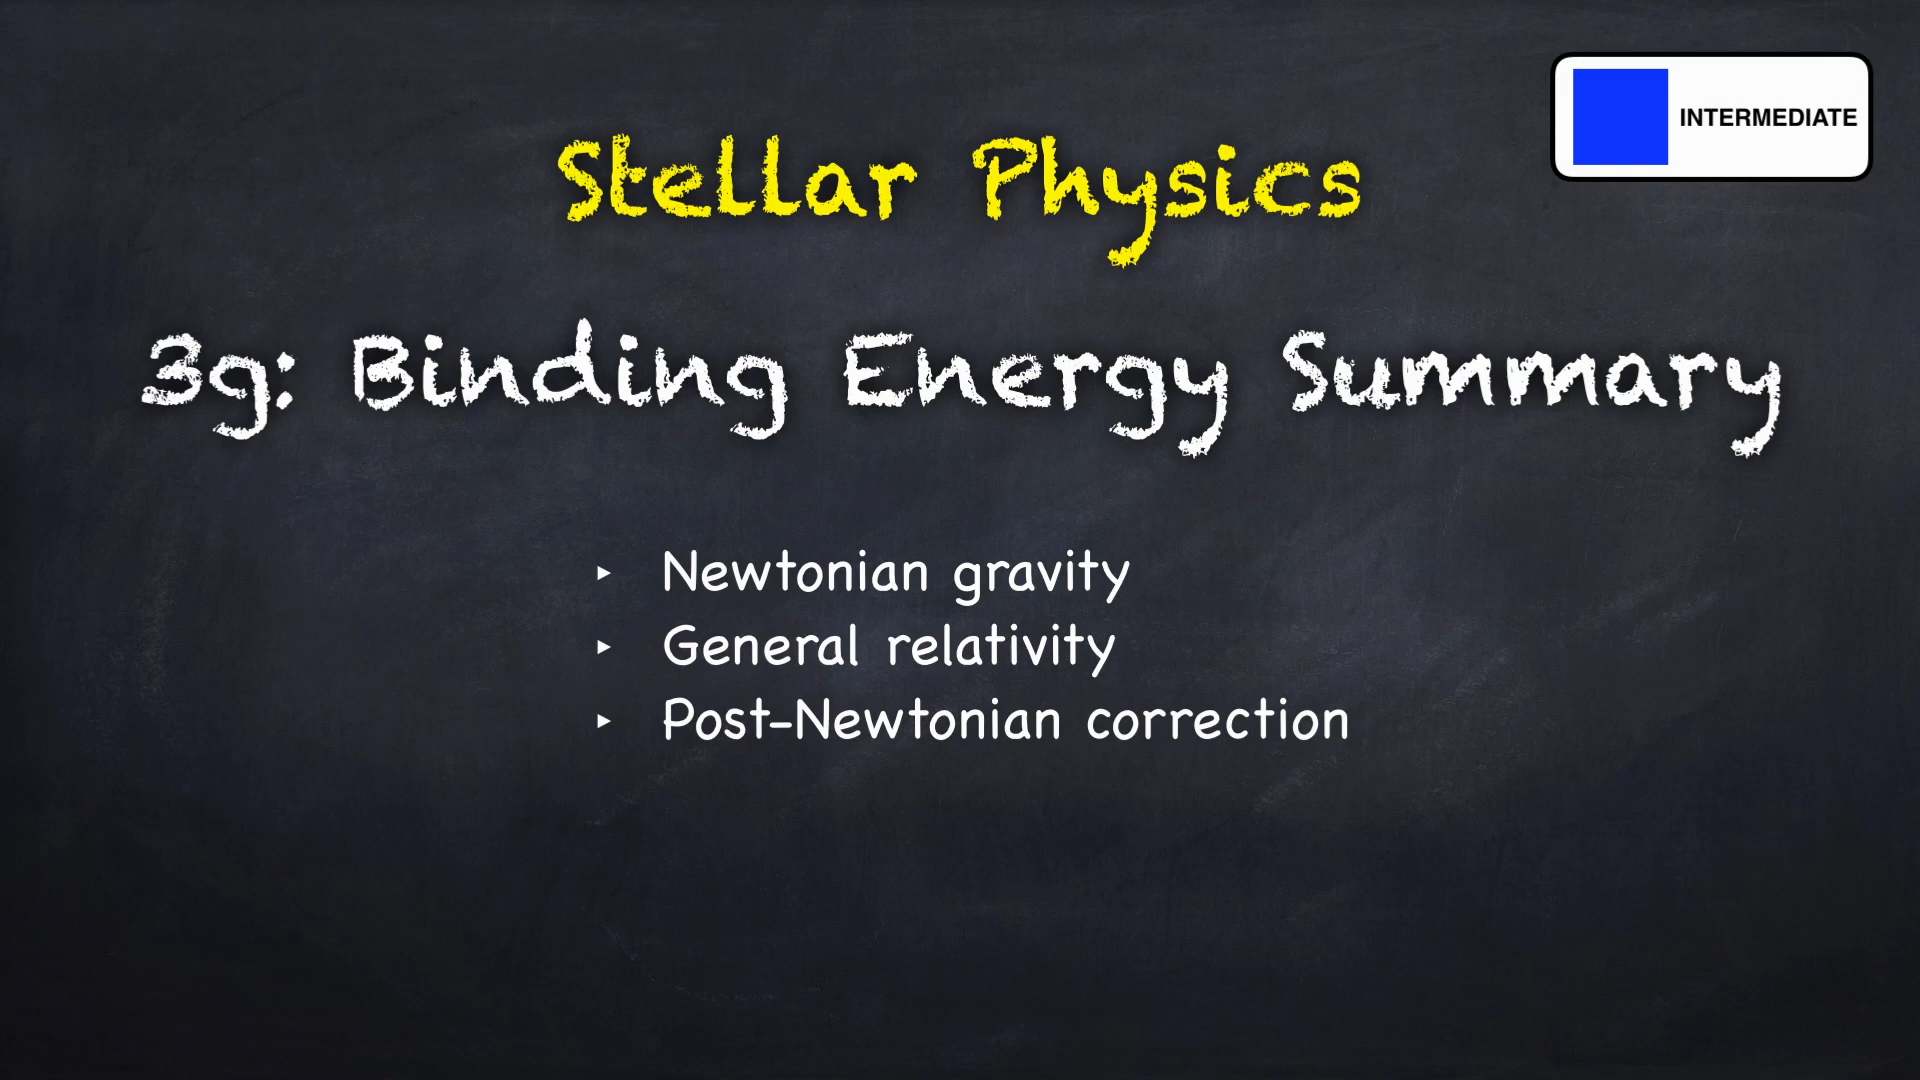 INTERMEDIATE
Stellar Physics
3g: Binding Energy Summary
‣ Newtonian gravity
‣ General relativity
‣ Post-Newtonian correction